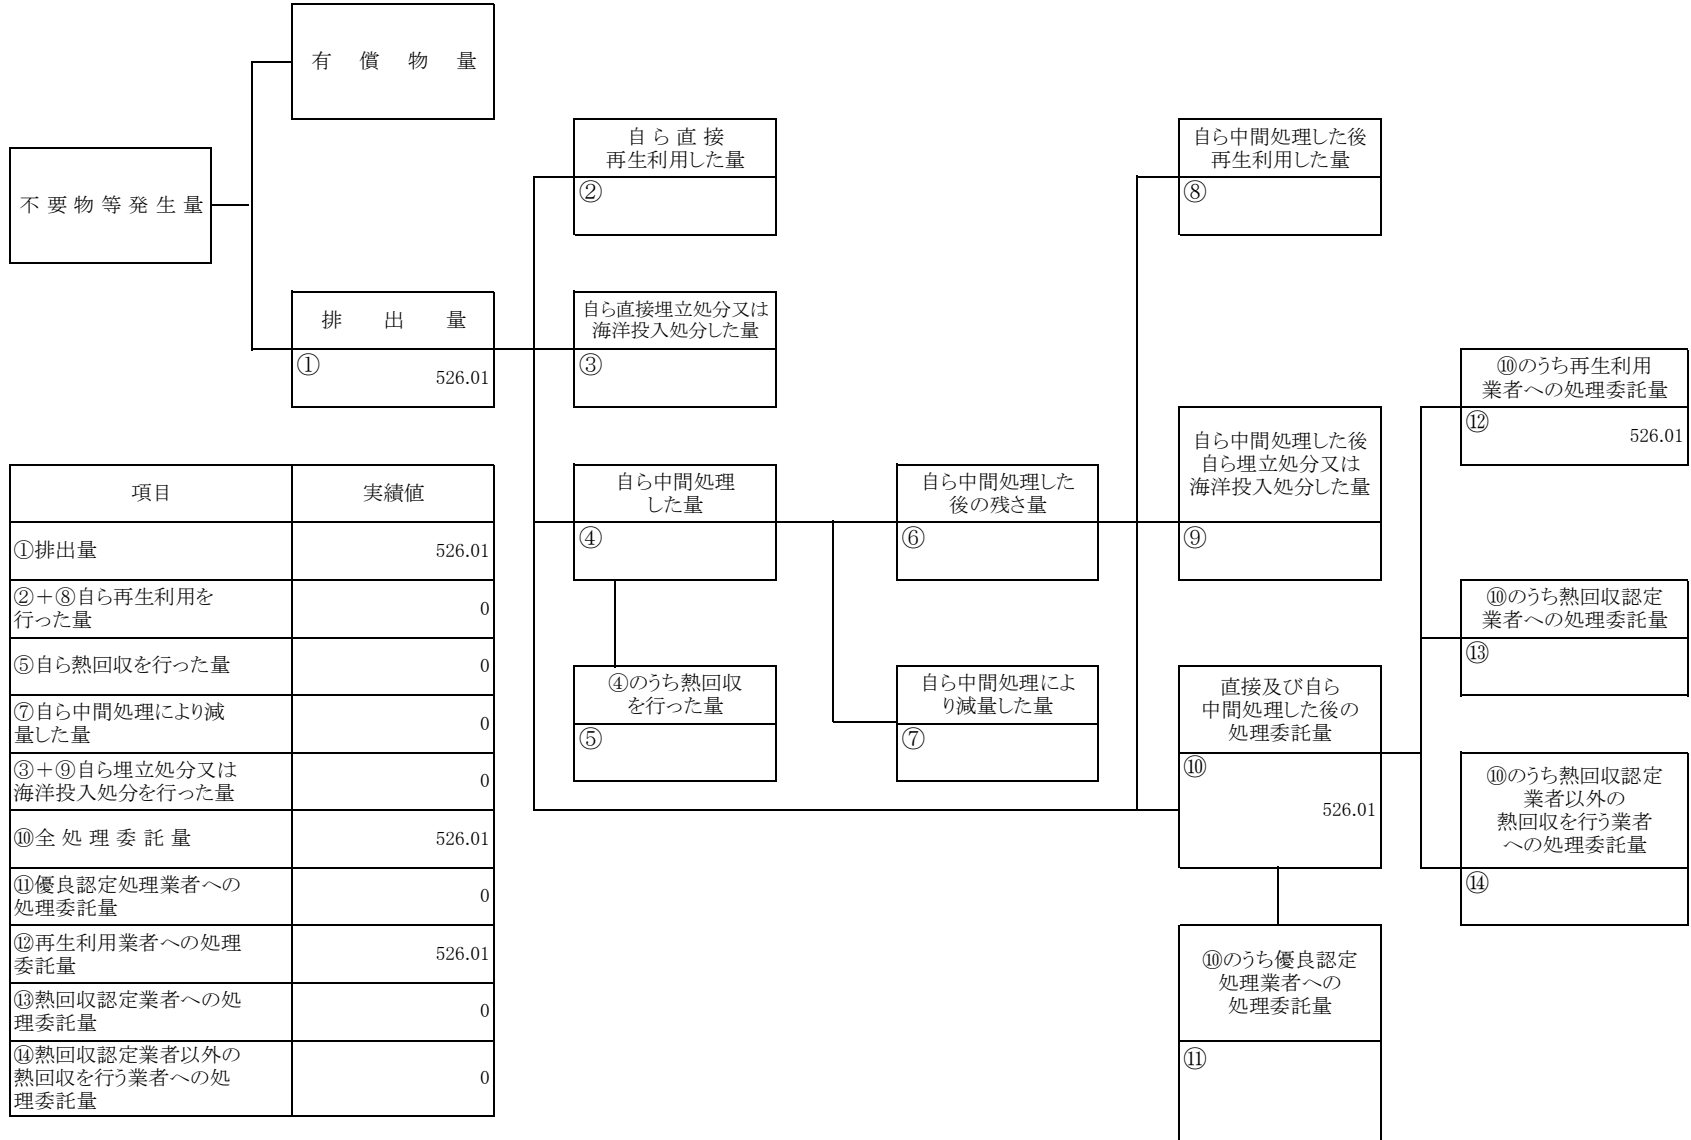 有償物量
不要物等発生量
排出量
①
526.01
自ら直接
再生利用した量
②
自ら直接埋立処分又は
海洋投入処分した量
③
自ら中間処理
した量
④
④のうち熱回収
を行った量
⑤
自ら中間処理した
後の残さ量
⑥
自ら中間処理によ
り減量した量
⑦
自ら中間処理した後
再生利用した量
⑧
自ら中間処理した後
自ら埋立処分又は
海洋投入処分した量
⑨
直接及び自ら
中間処理した後の
処理委託量
⑩
526.01
⑩のうち優良認定
処理業者への
処理委託量
⑪
⑩のうち再生利用
業者への処理委託量
⑫
526.01
⑩のうち熱回収認定
業者への処理委託量
⑬
⑩のうち熱回収認定
業者以外の
熱回収を行う業者
への処理委託量
⑭
項目 実績値
①排出量 526.01
②＋⑧自ら再生利用を
行った量 0
⑤自ら熱回収を行った量 0
⑦自ら中間処理により減
量した量 0
③＋⑨自ら埋立処分又は
海洋投入処分を行った量 0
⑩全処理委託量 526.01
⑪優良認定処理業者への
処理委託量 0
⑫再生利用業者への処理
委託量 526.01
⑬熱回収認定業者への処
理委託量 0
⑭熱回収認定業者以外の
熱回収を行う業者への処
理委託量 0